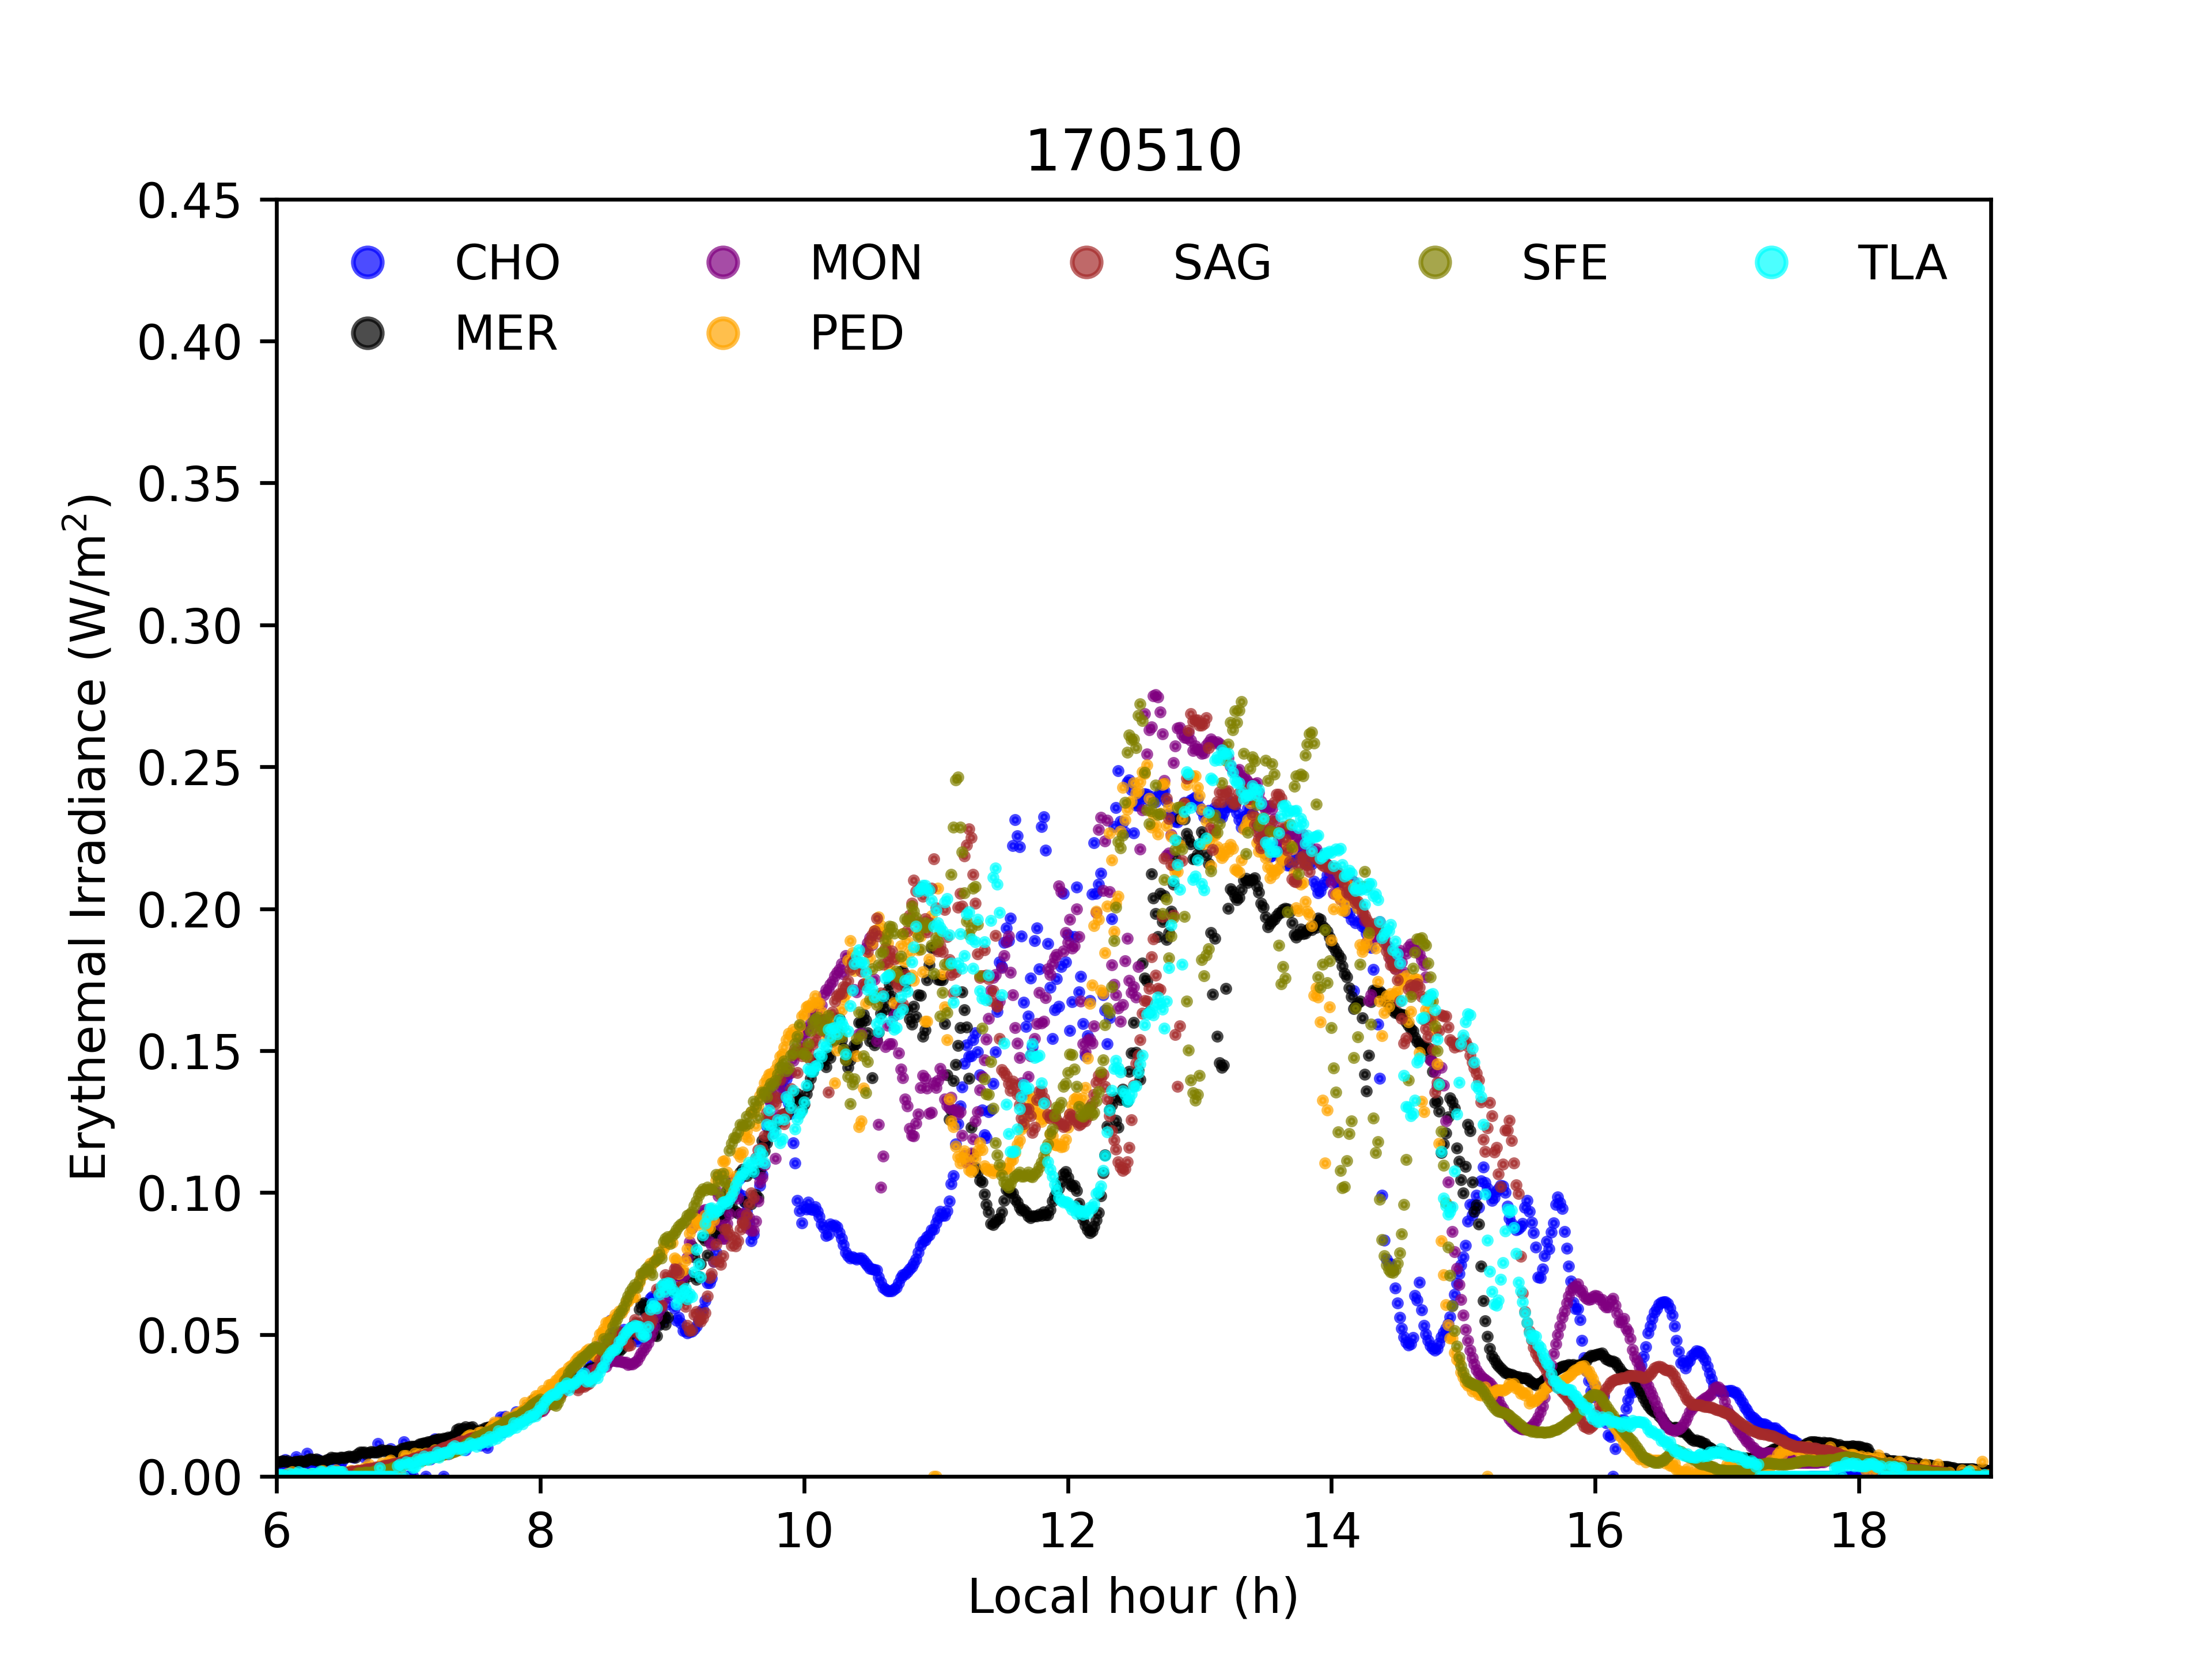 170510
0.45
0.40
0.35
0.30
0.25
0.20
0.15
0.10
0.05
0.00
Erythemal Irradiance (W/m²)
CHO MON SAG SFE TLA
MER PED
6 8 10 12 14 16 18
Local hour (h)